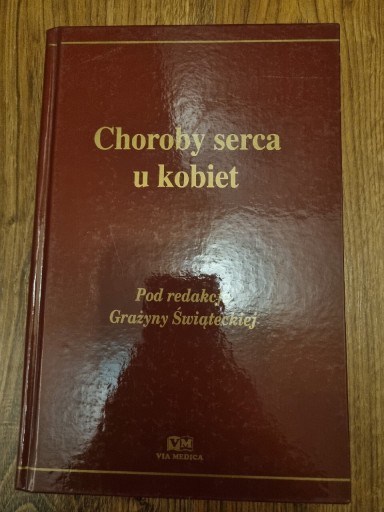 Choroby serca
u kobiet
Pod redakcją
Grażyny Świąteckiej
VM
VIA MEDICA